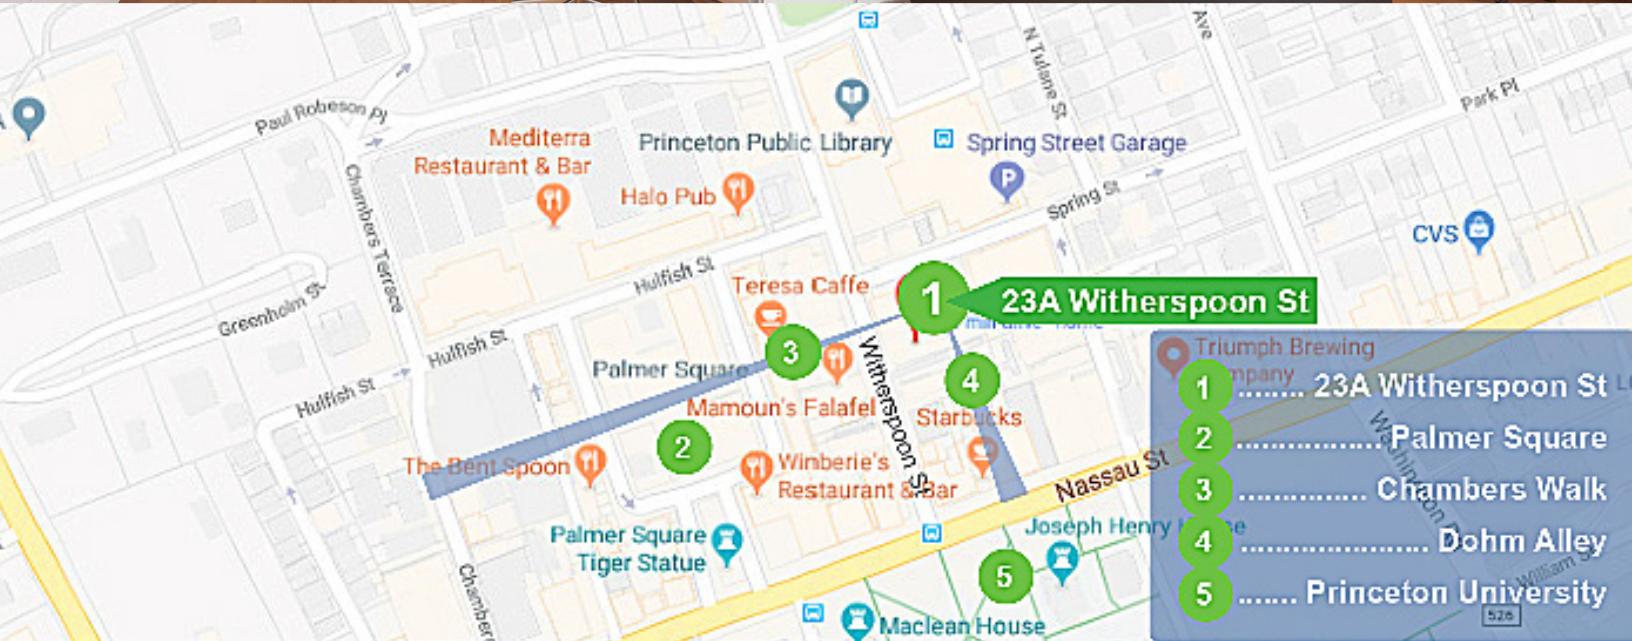 Ave
N Tulane St
Park Pl
Paul Robeson Pl
Mediterra
Restaurant & Bar
Princeton Public Library
Spring Street Garage
P
Halo Pub
Spring St
Chambers Terrace
CVS
Hulfish St
Teresa Caffe
1
23A Witherspoon St
Greenholm St
Hulfish St
3
Palmer Square
Witherspoon St
4
Triumph Brewing
Hulfish St
Mamoun's Falafel
Starbucks
2
The Bent Spoon
Winberie's
Restaurant & Bar
Nassau St
Palmer Square
Tiger Statue
Joseph Henry
5
Chambers
Maclean House
1 ........ 23A Witherspoon St
2 ................. Palmer Square
3 ............... Chambers Walk
4 ...................... Dohm Alley
5 ....... Princeton University
William St
526